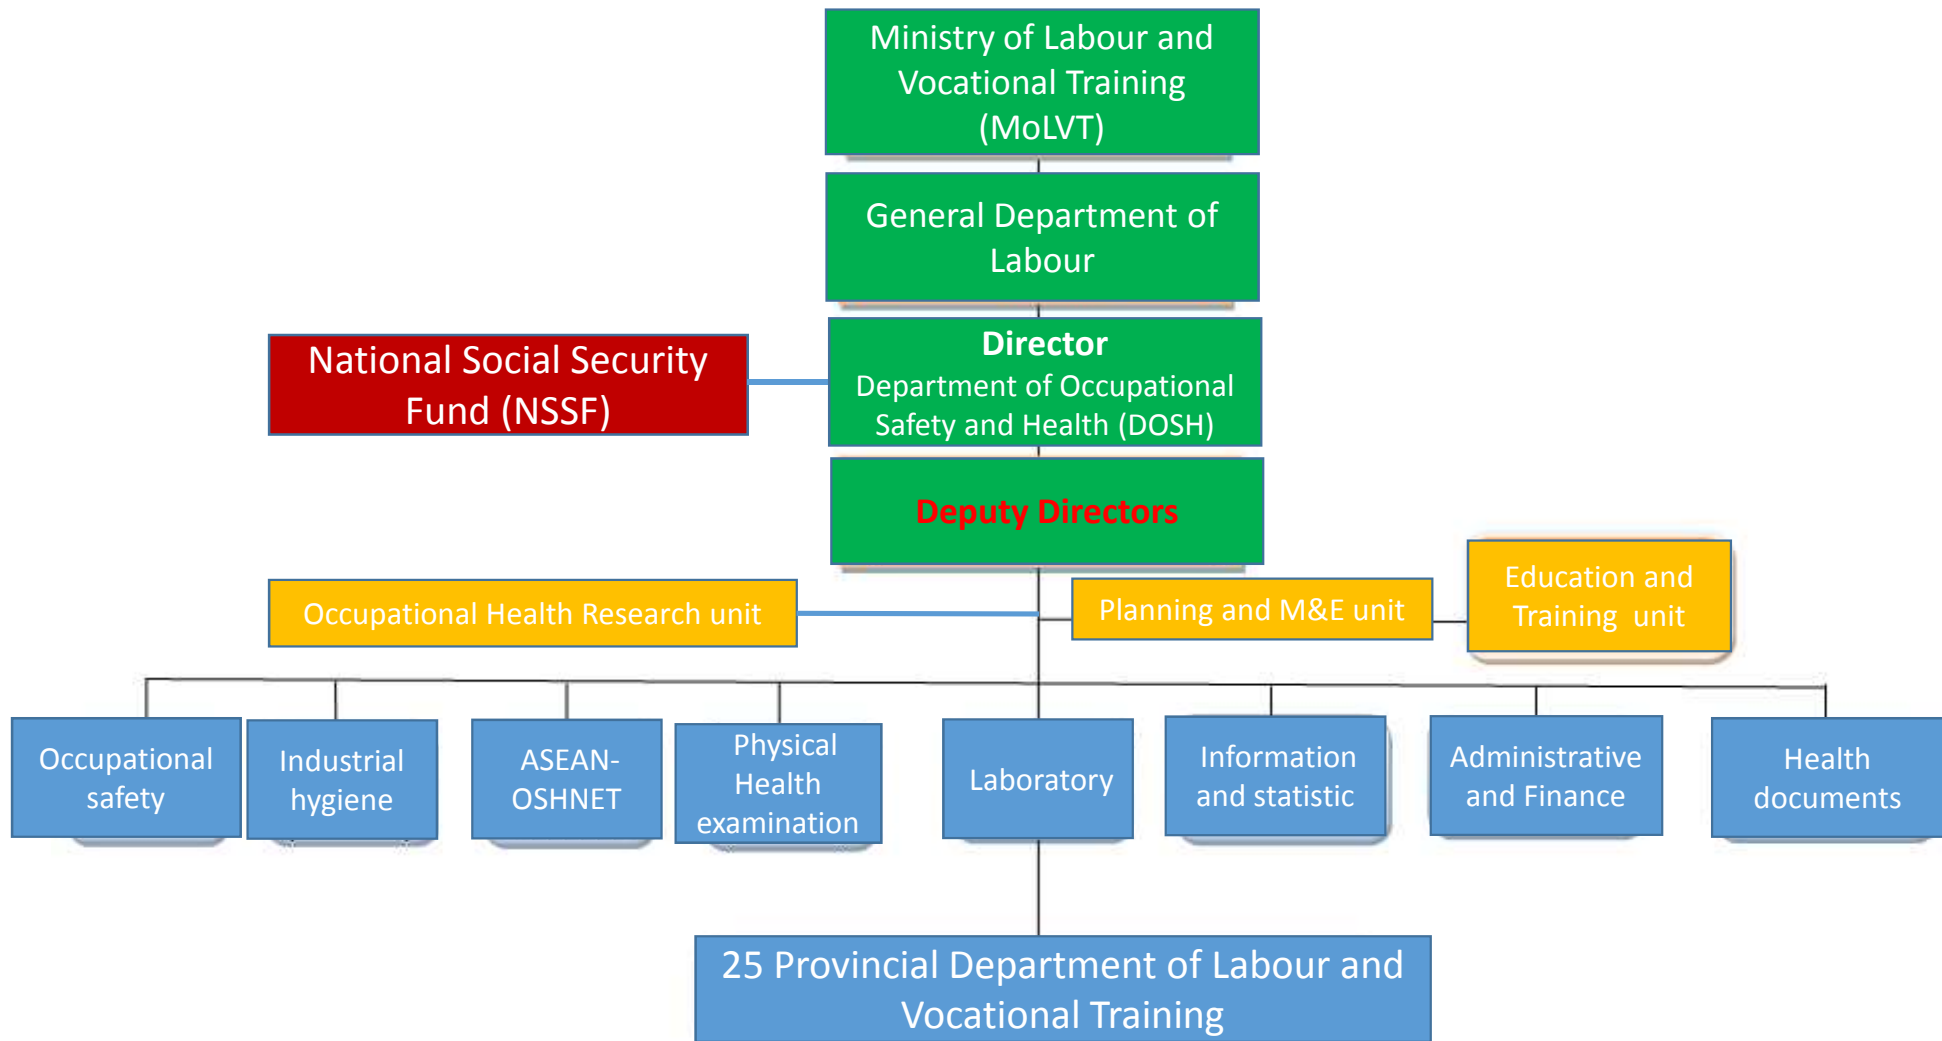 Ministry of Labour and
Vocational Training
(MoLVT)
General Department of
Labour
National Social Security
Fund (NSSF)
Director
Department of Occupational
Safety and Health (DOSH)
Deputy Directors
Occupational Health Research unit
Planning and M&E unit
Education and
Training unit
Occupational
safety
Industrial
hygiene
ASEAN-
OSHNET
Physical
Health
examination
Laboratory
Information
and statistic
Administrative
and Finance
Health
documents
25 Provincial Department of Labour and
Vocational Training